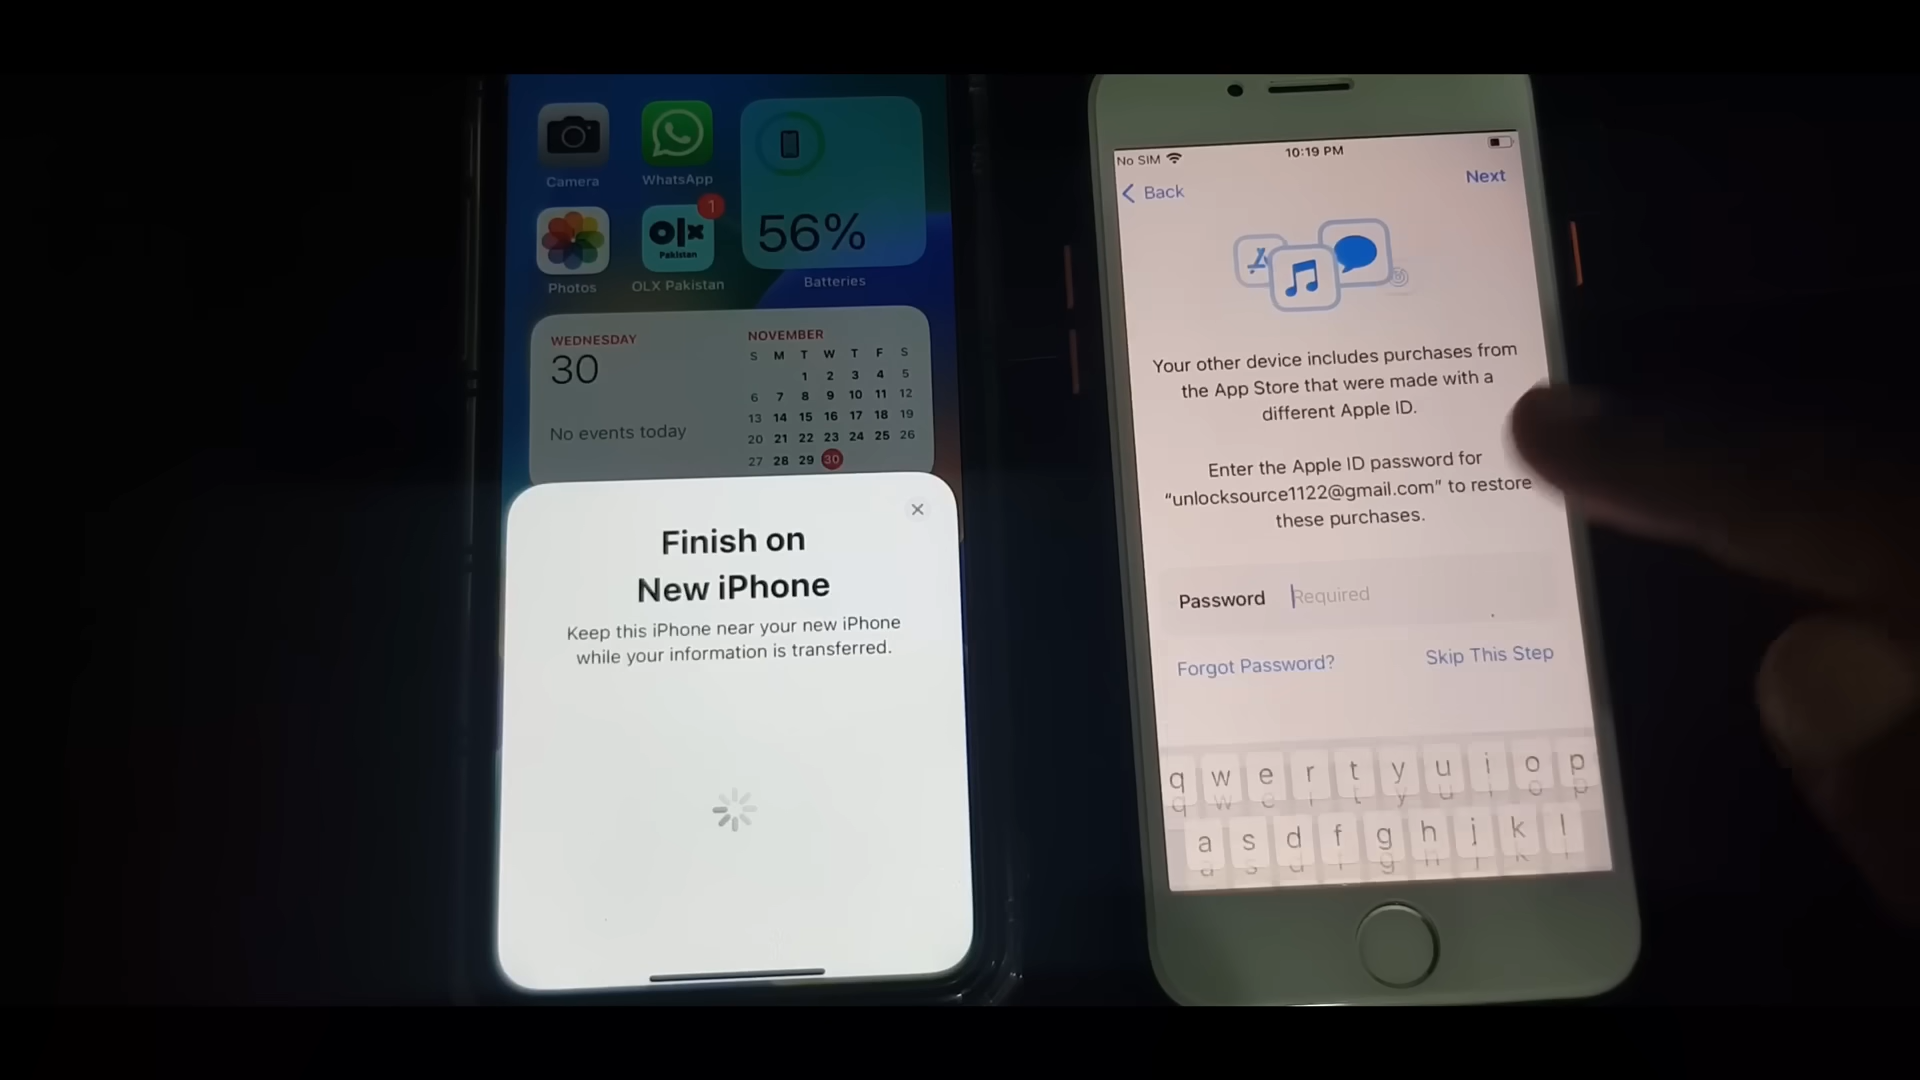 Camera
WhatsApp
Photos
olx
Pakistan
1
OLX Pakistan
56%
Batteries
WEDNESDAY
30
No events today
NOVEMBER
S M T W T F S
1 2 3 4 5
6 7 8 9 10 11 12
13 14 15 16 17 18 19
20 21 22 23 24 25 26
27 28 29 30
Finish on
New iPhone
Keep this iPhone near your new iPhone
while your information is transferred.
No SIM
10:19 PM
Back
Next
Your other device includes purchases from
the App Store that were made with a
different Apple ID.
Enter the Apple ID password for
“unlocksource1122@gmail.com” to restore
these purchases.
Password Required
Forgot Password?
Skip This Step
q w e r t y u i o p
a s d f g h j k l